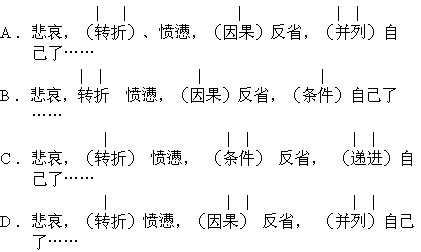 ｜ ｜ ｜ ｜ ｜
A．悲哀，（转折）、愤懑，（因果）反省，（并列）自
己了……
｜ ｜ ｜ ｜
B．悲哀，转折 愤懑，（因果）反省，（条件）自己了
……
｜ ｜ ｜ ｜ ｜
C．悲哀，（转折） 愤懑， （条件） 反省， （递进）自
己了……
｜ ｜ ｜ ｜ ｜
D．悲哀，（转折）愤懑，（因果） 反省， （并列）自己
了……